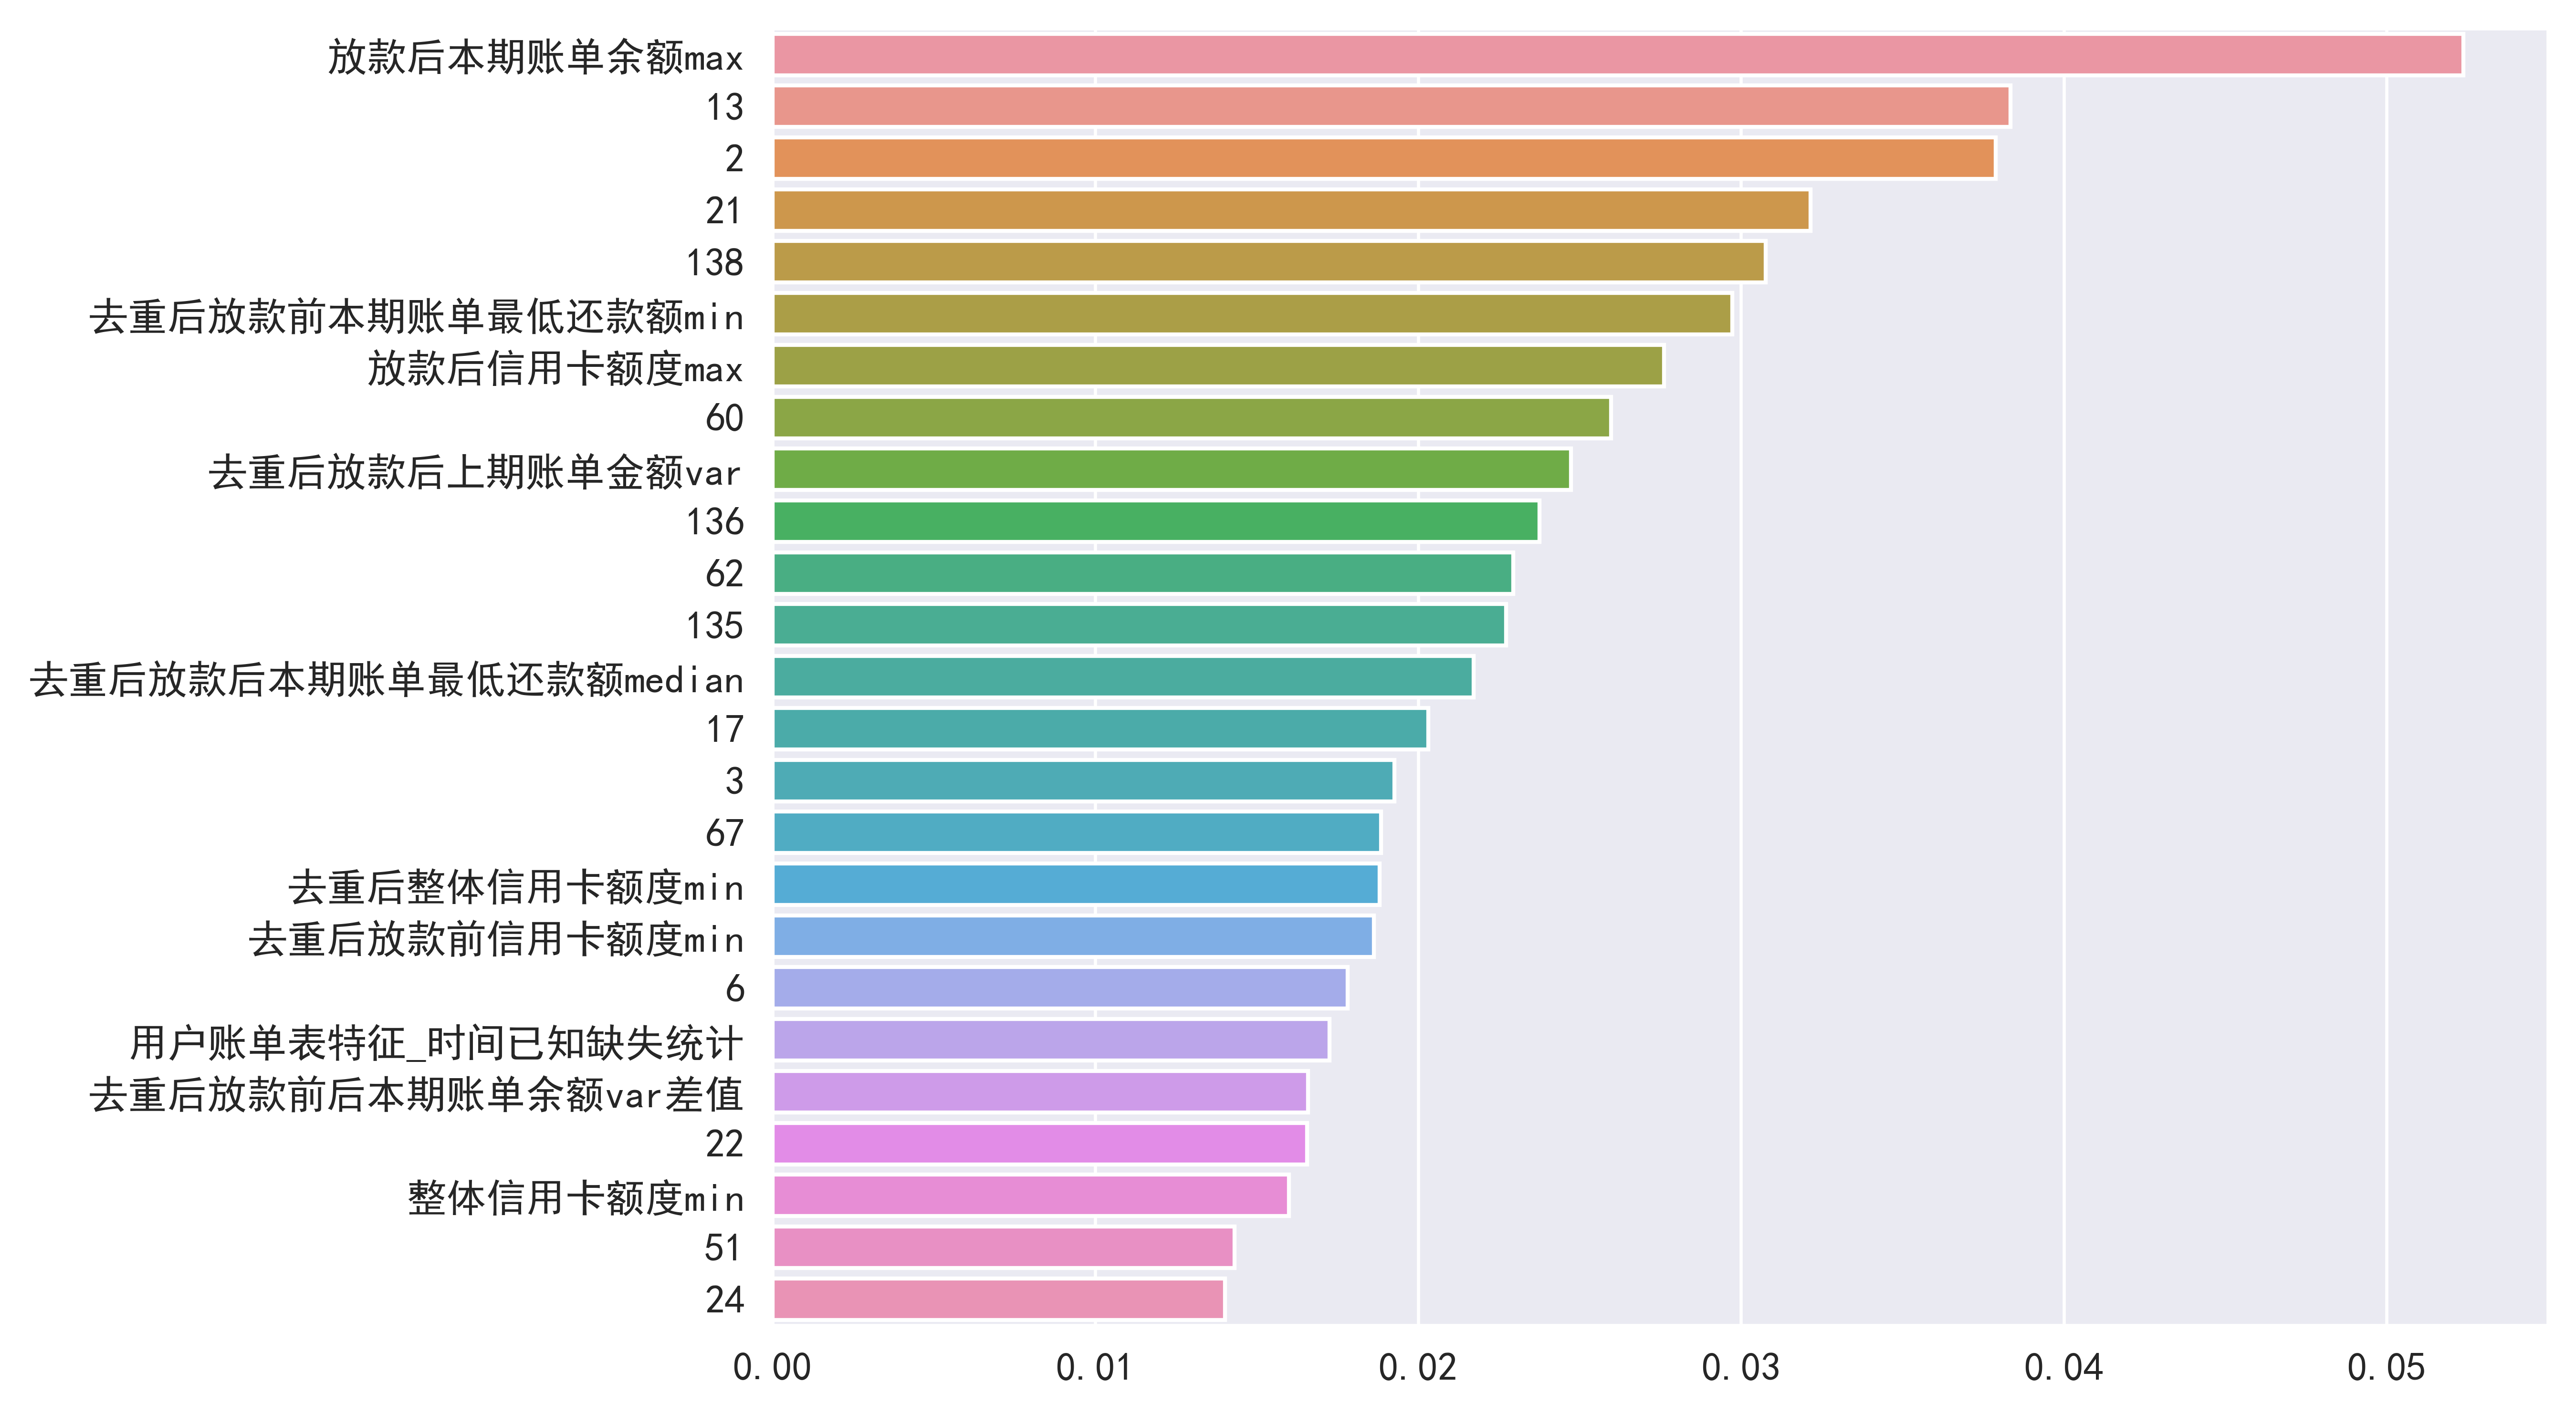 放款后本期账单余额max
13
2
21
138
去重后放款前本期账单最低还款额min
放款后信用卡额度max
60
去重后放款后上期账单金额var
136
62
135
去重后放款后本期账单最低还款额median
17
3
67
去重后整体信用卡额度min
去重后放款前信用卡额度min
6
用户账单表特征_时间已知缺失统计
去重后放款前后本期账单余额var差值
22
整体信用卡额度min
51
24
0.00 0.01 0.02 0.03 0.04 0.05